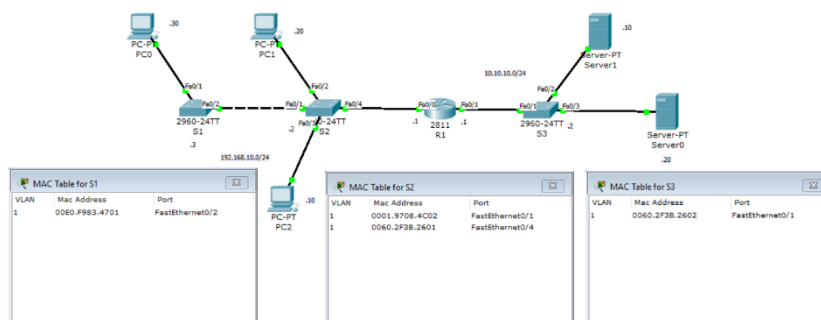 .30
PC-PT
PC0
.20
PC-PT
PC1
.10
Server-PT
Server1
10.10.10.0/24
Fa0/1
Fa0/2
2960-24TT
S1
.3
Fa0/1
Fa0/2
Fa0/4
.2
0-24TT
S2
192.168.10.0/24
.10
PC-PT
PC2
.1
Fa0/1
2811
R1
.1
Fa0/1
Fa0/2
Fa0/3
2960-24TT
S3
.2
Server-PT
Server0
.20
MAC Table for S1
VLAN Mac Address Port
1 00E0.F983.4701 FastEthernet0/2
MAC Table for S2
VLAN Mac Address Port
1 0001.9708.4C02 FastEthernet0/1
1 0060.2F3B.2601 FastEthernet0/4
MAC Table for S3
VLAN Mac Address Port
1 0060.2F3B.2602 FastEthernet0/1